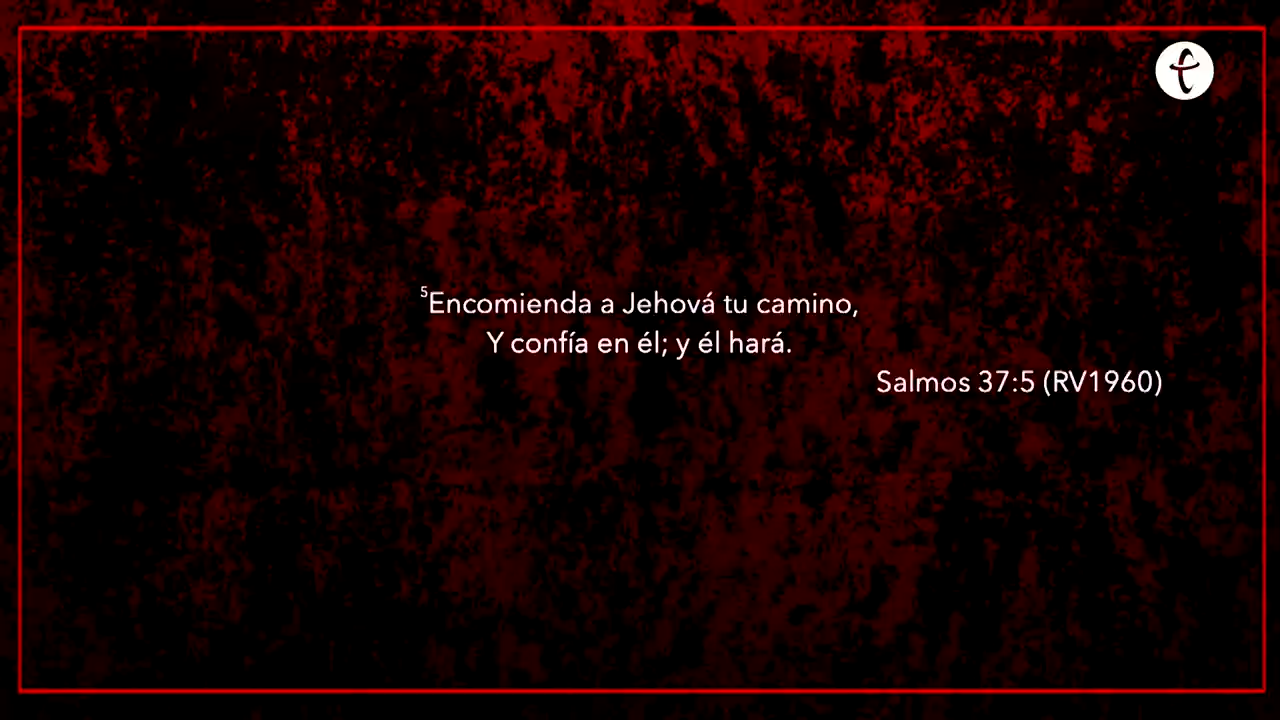 ⁵Encomienda a Jehová tu camino,
Y confía en él; y él hará.
Salmos 37:5 (RV1960)